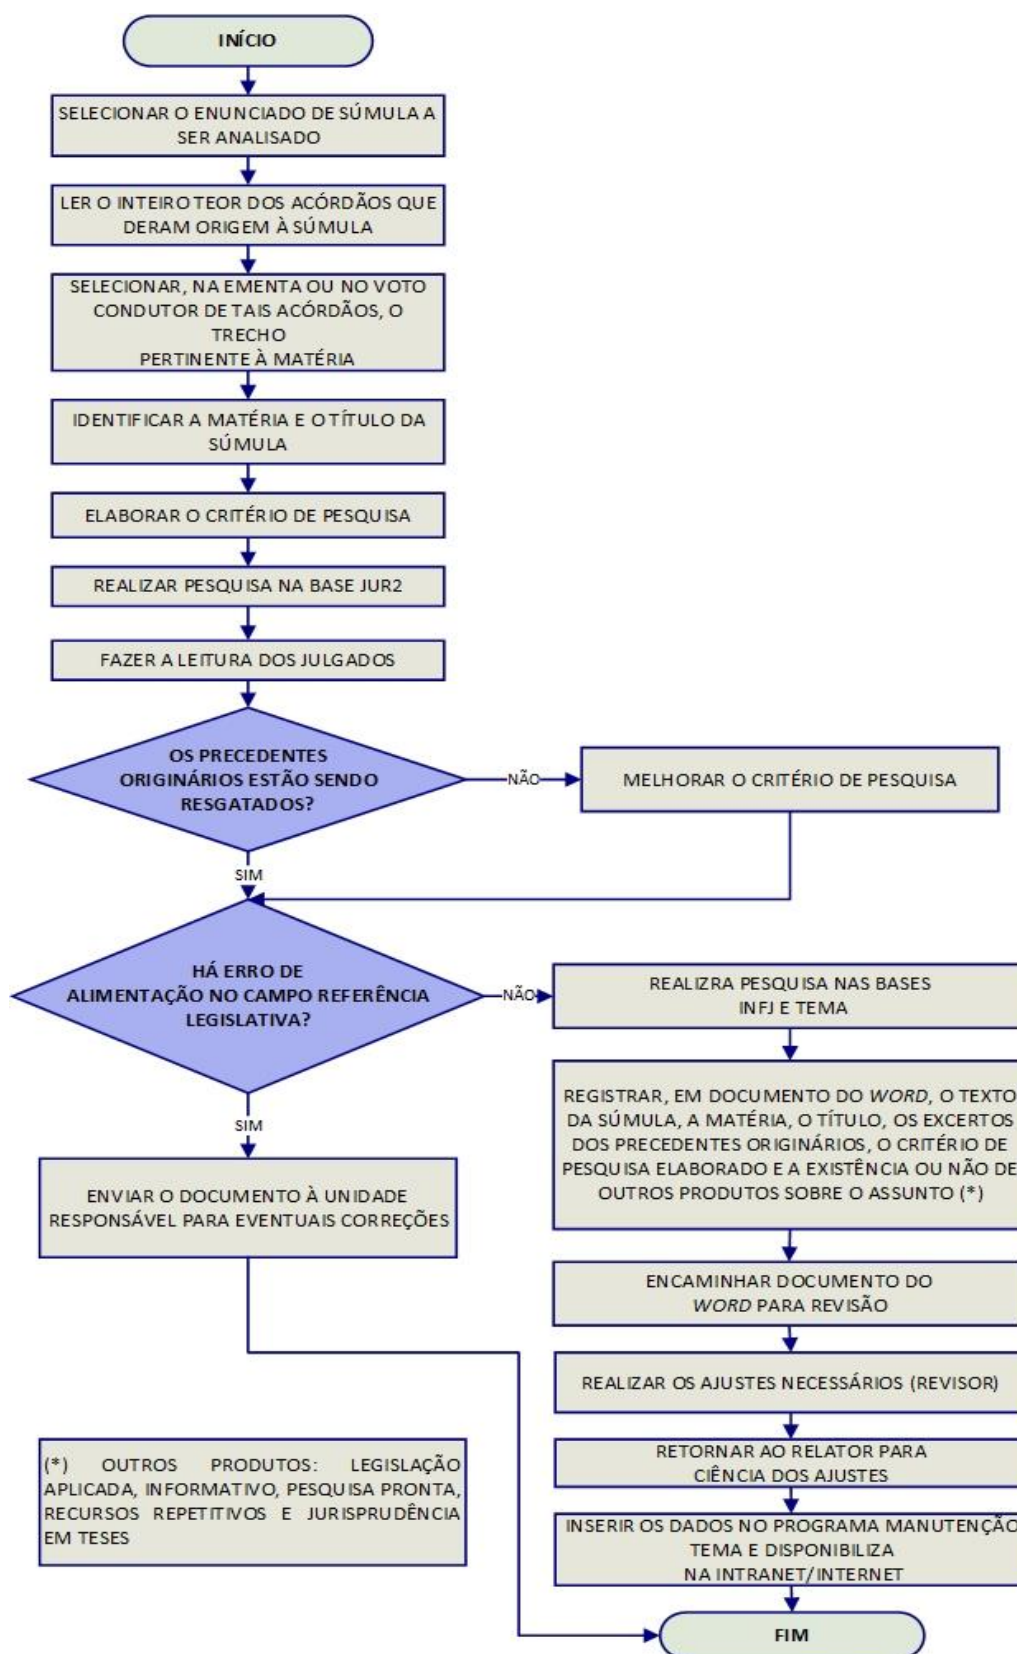 INÍCIO
SELECIONAR O ENUNCIADO DE SÚMULA A
SER ANALISADO
LER O INTEIRO TEOR DOS ACÓRDÃOS QUE
DERAM ORIGEM À SÚMULA
SELECIONAR, NA EMENTA OU NO VOTO
CONDUTOR DE TAIS ACÓRDÃOS, O
TRECHO
PERTINENTE À MATÉRIA
IDENTIFICAR A MATÉRIA E O TÍTULO DA
SÚMULA
ELABORAR O CRITÉRIO DE PESQUISA
REALIZAR PESQUISA NA BASE JUR2
FAZER A LEITURA DOS JULGADOS
OS PRECEDENTES
ORIGINÁRIOS ESTÃO SENDO
RESGATADOS?
NÃO
MELHORAR O CRITÉRIO DE PESQUISA
SIM
HÁ ERRO DE
ALIMENTAÇÃO NO CAMPO REFERÊNCIA
LEGISLATIVA?
NÃO
REALIZRA PESQUISA NAS BASES
INFJ E TEMA
REGISTRAR, EM DOCUMENTO DO WORD, O TEXTO
DA SÚMULA, A MATÉRIA, O TÍTULO, OS EXCERTOS
DOS PRECEDENTES ORIGINÁRIOS, O CRITÉRIO DE
PESQUISA ELABORADO E A EXISTÊNCIA OU NÃO DE
OUTROS PRODUTOS SOBRE O ASSUNTO (*)
SIM
ENVIAR O DOCUMENTO À UNIDADE
RESPONSÁVEL PARA EVENTUAIS CORREÇÕES
ENCAMINHAR DOCUMENTO DO
WORD PARA REVISÃO
REALIZAR OS AJUSTES NECESSÁRIOS (REVISOR)
RETORNAR AO RELATOR PARA
CIÊNCIA DOS AJUSTES
INSERIR OS DADOS NO PROGRAMA MANUTENÇÃO
TEMA E DISPONIBILIZA
NA INTRANET/INTERNET
(*) OUTROS PRODUTOS: LEGISLAÇÃO
APLICADA, INFORMATIVO, PESQUISA PRONTA,
RECURSOS REPETITIVOS E JURISPRUDÊNCIA
EM TESES
FIM